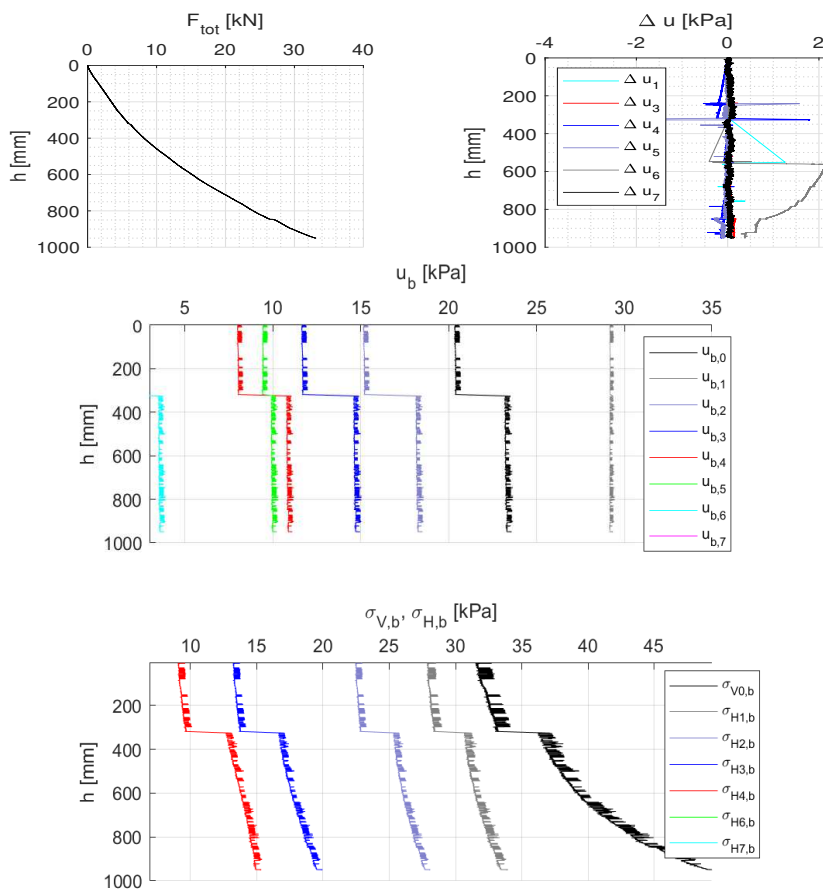 F_tot [kN]
0 10 20 30 40
0
200
400
600
800
1000
h [mm]
Δ u [kPa]
-4 -2 0 2
0
200
400
600
800
1000
h [mm]
Δ u_1
Δ u_3
Δ u_4
Δ u_5
Δ u_6
Δ u_7
u_b [kPa]
5 10 15 20 25 30 35
0
200
400
600
800
1000
h [mm]
u_b,0
u_b,1
u_b,2
u_b,3
u_b,4
u_b,5
u_b,6
u_b,7
σ_V,b, σ_H,b [kPa]
10 15 20 25 30 35 40 45
200
400
600
800
1000
h [mm]
σ_V0,b
σ_H1,b
σ_H2,b
σ_H3,b
σ_H4,b
σ_H6,b
σ_H7,b